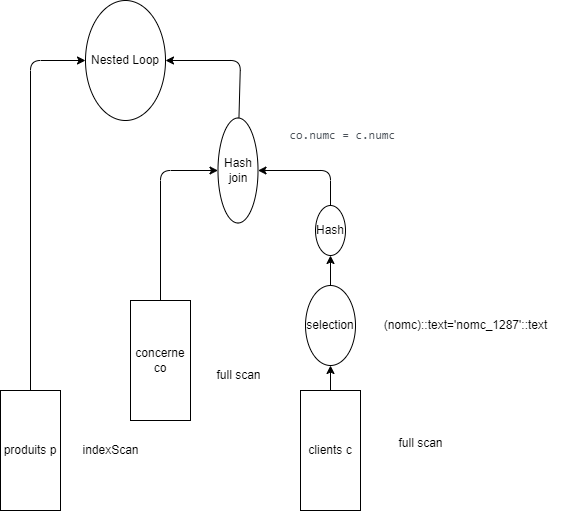 Nested Loop
co.numc = c.numc
Hash
join
Hash
selection
(nomc)::text='nomc_1287'::text
concerne
co
full scan
produits p
indexScan
clients c
full scan